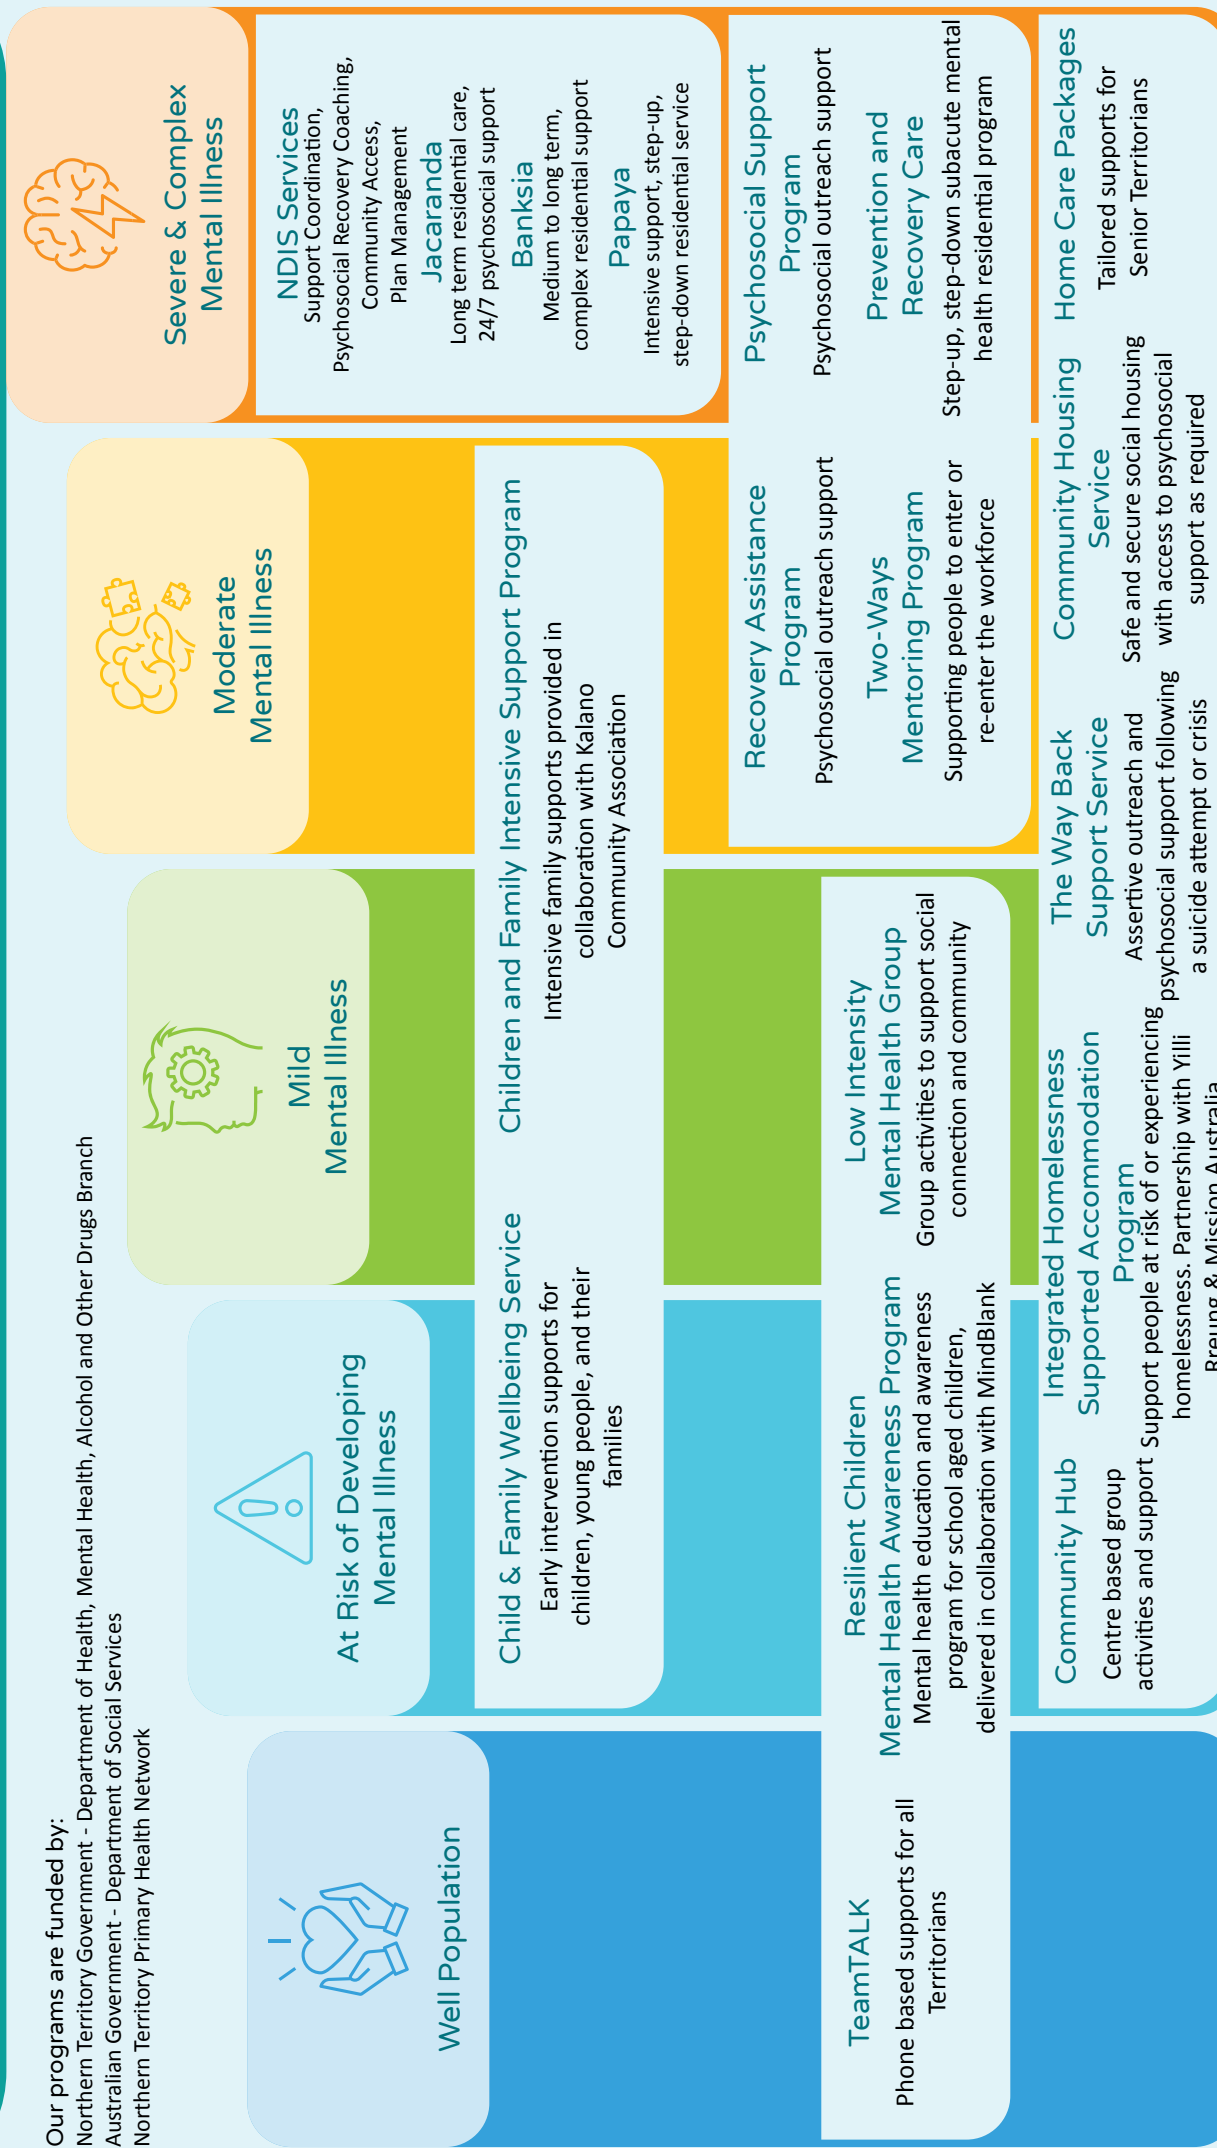 Our programs are funded by:
Northern Territory Government - Department of Health, Mental Health, Alcohol and Other Drugs Branch
Australian Government - Department of Social Services
Northern Territory Primary Health Network
Well Population
At Risk of Developing
Mental Illness
Mild
Mental Illness
Moderate
Mental Illness
Severe & Complex
Mental Illness
NDIS Services
Support Coordination,
Psychosocial Recovery Coaching,
Community Access,
Plan Management
Jacaranda
Long term residential care,
24/7 psychosocial support
Banksia
Medium to long term,
complex residential support
Papaya
Intensive support, step-up,
step-down residential service
Child & Family Wellbeing Service
Early intervention supports for
children, young people, and their
families
Children and Family Intensive Support Program
Intensive family supports provided in
collaboration with Kalano
Community Association
Recovery Assistance
Program
Psychosocial outreach support
Two-Ways
Mentoring Program
Supporting people to enter or
re-enter the workforce
Psychosocial Support
Program
Psychosocial outreach support
Prevention and
Recovery Care
Step-up, step-down subacute mental
health residential program
TeamTALK
Phone based supports for all
Territorians
Resilient Children
Mental Health Awareness Program
Mental health education and awareness
program for school aged children,
delivered in collaboration with MindBlank
Low Intensity
Mental Health Group
Group activities to support social
connection and community
Community Hub
Centre based group
activities and support
Integrated Homelessness
Supported Accommodation
Program
Support people at risk of or experiencing
homelessness. Partnership with Yilli
Rreung & Mission Australia
The Way Back
Support Service
Assertive outreach and
psychosocial support following
a suicide attempt or crisis
Community Housing
Service
Safe and secure social housing
with access to psychosocial
support as required
Home Care Packages
Tailored supports for
Senior Territorians